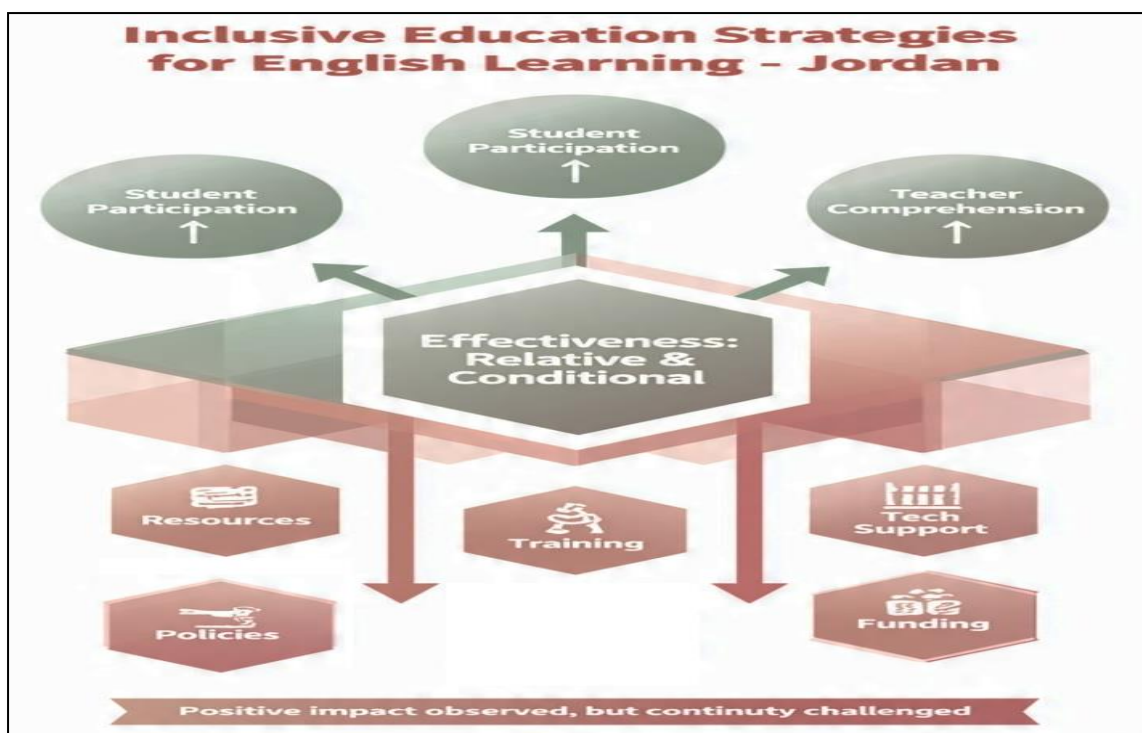 Inclusive Education Strategies
for English Learning - Jordan
Student
Participation
↑
Student
Participation
↑
Teacher
Comprehension
↑
Effectiveness:
Relative &
Conditional
Resources
Training
Tech
Support
Policies
Funding
Positive impact observed, but continuty challenged